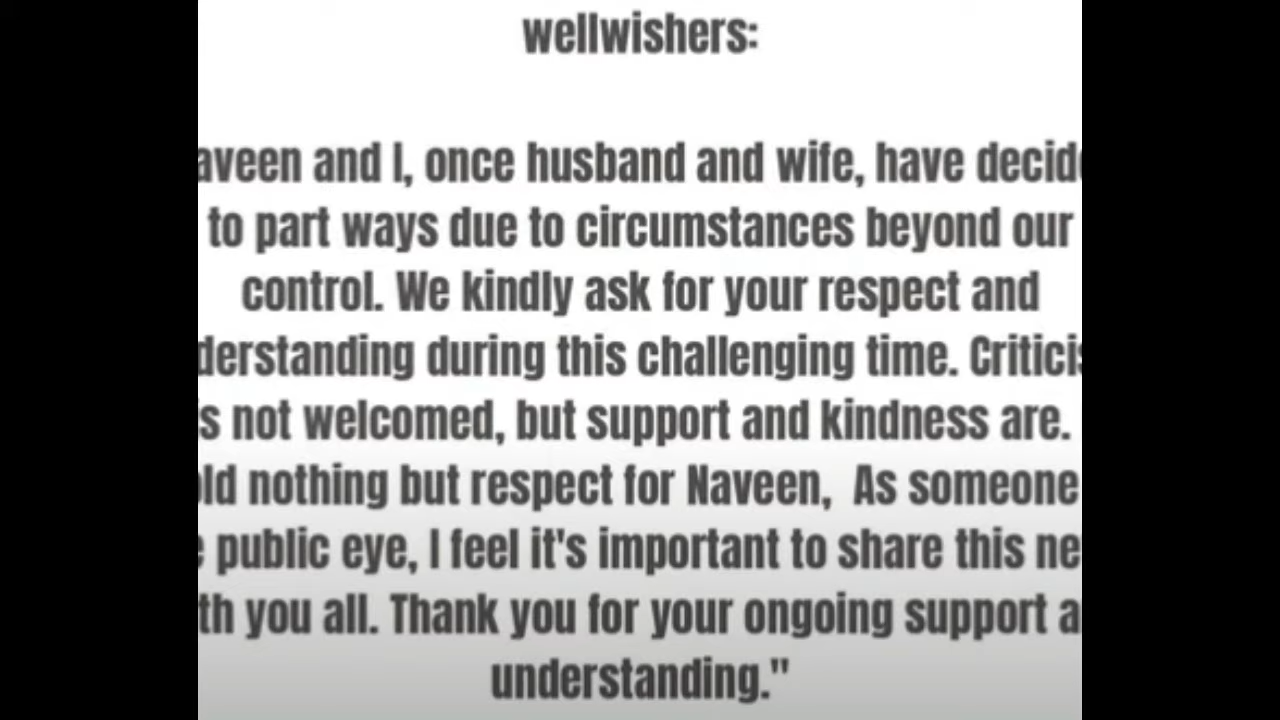 wellwishers:
aveen and I, once husband and wife, have decide
to part ways due to circumstances beyond our
control. We kindly ask for your respect and
derstanding during this challenging time. Criticis
s not welcomed, but support and kindness are.
old nothing but respect for Naveen, As someone
e public eye, I feel it's important to share this ne
th you all. Thank you for your ongoing support a
understanding."